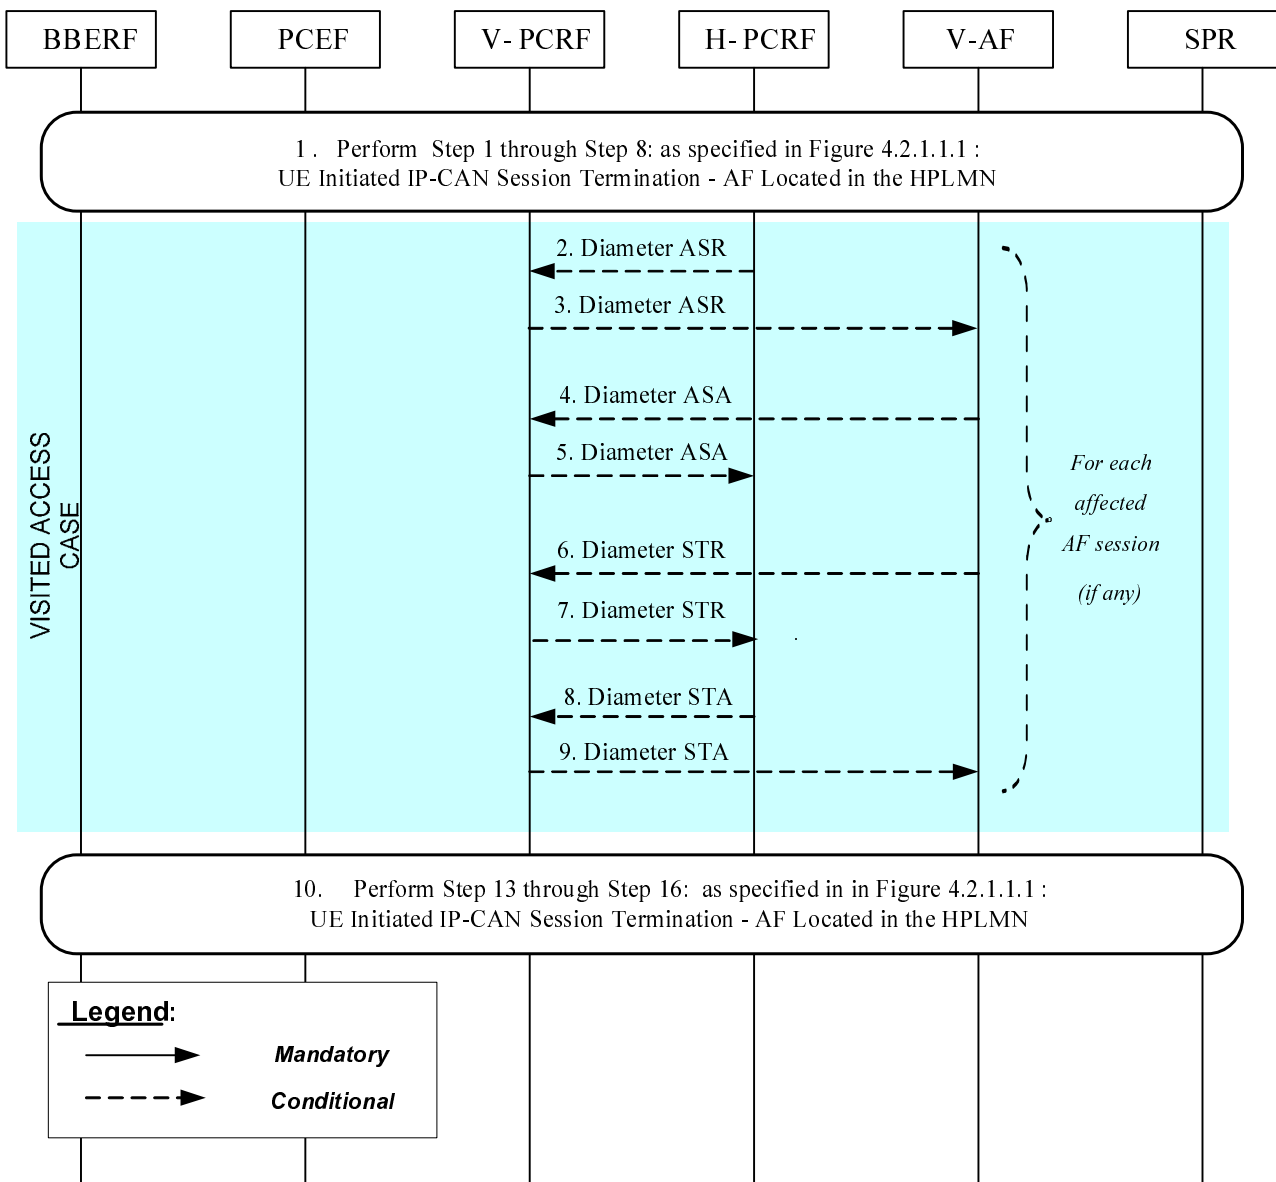 BBERF
PCEF
V- PCRF
H- PCRF
V-AF
SPR
1 .   Perform  Step 1 through Step 8: as specified in Figure 4.2.1.1.1 :
UE Initiated IP-CAN Session Termination - AF Located in the HPLMN
2. Diameter ASR
3. Diameter ASR
4. Diameter ASA
5. Diameter ASA
6. Diameter STR
7. Diameter STR
8. Diameter STA
9. Diameter STA
VISITED ACCESS
CASE
For each
affected
AF session
(if any)
10.    Perform Step 13 through Step 16:  as specified in in Figure 4.2.1.1.1 :
UE Initiated IP-CAN Session Termination - AF Located in the HPLMN
Legend:
Mandatory
Conditional